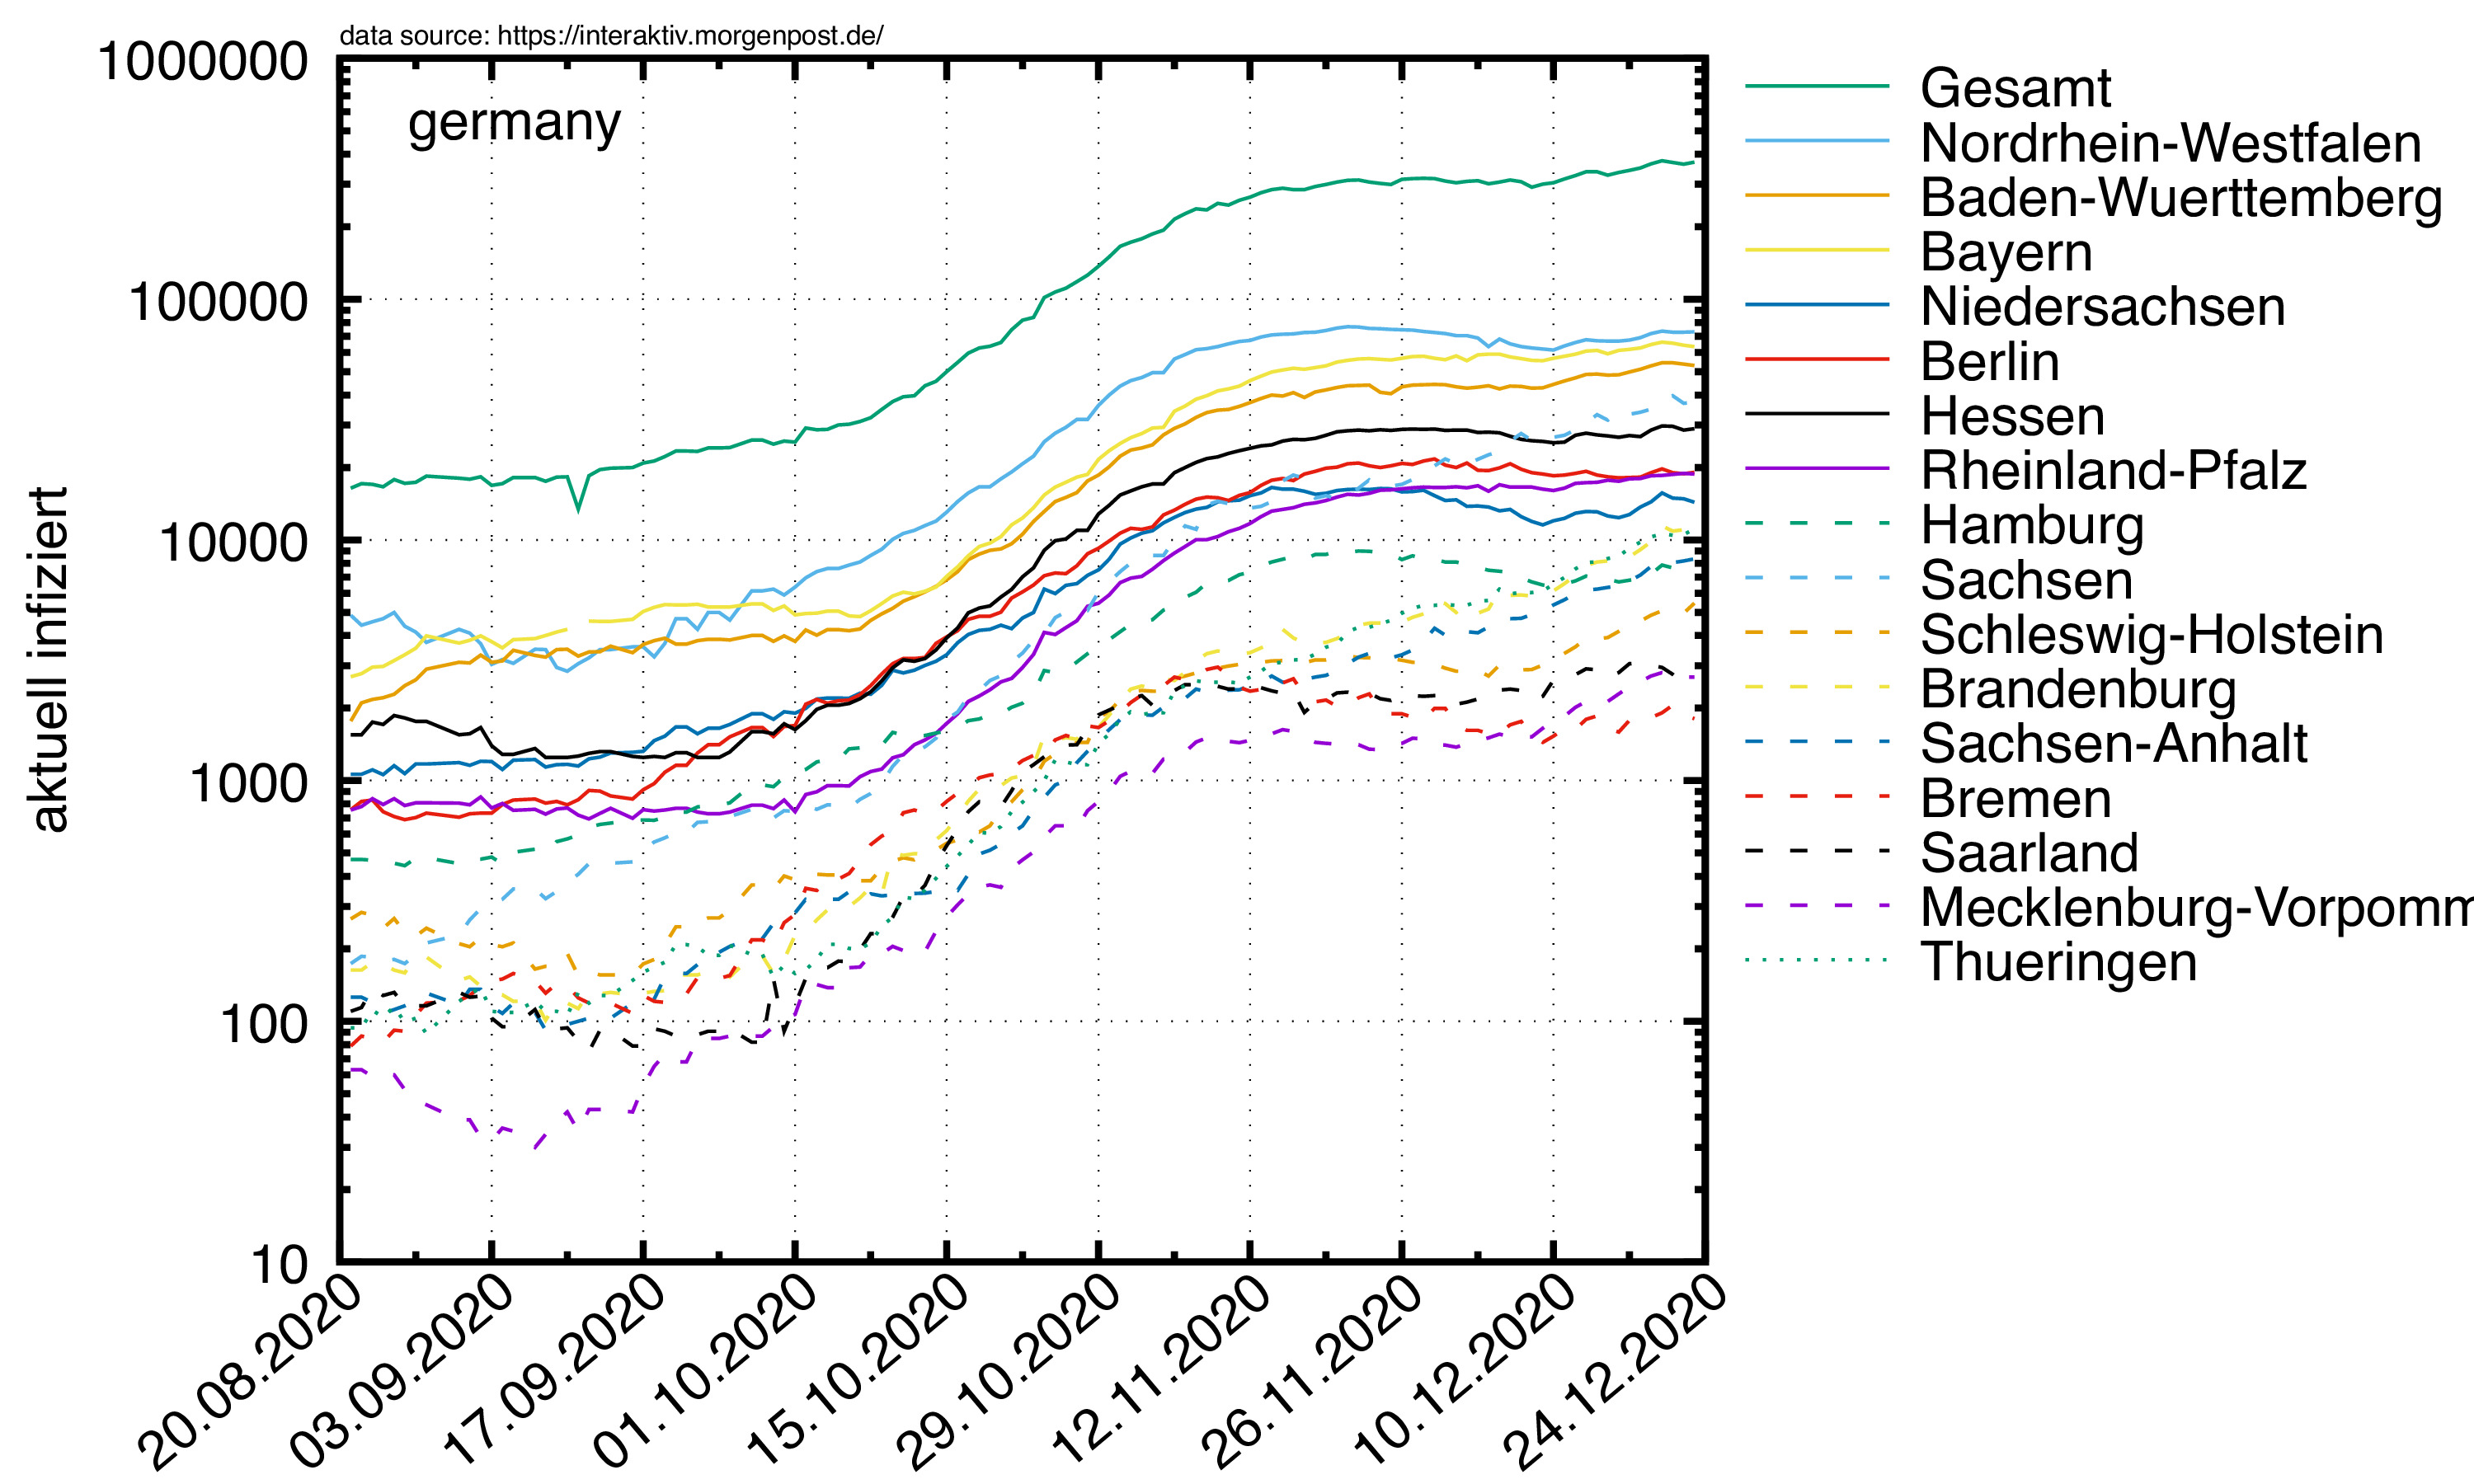 data source: https://interaktiv.morgenpost.de/
1000000
100000
10000
1000
100
10
aktuell infiziert
germany
20.08.2020
03.09.2020
17.09.2020
01.10.2020
15.10.2020
29.10.2020
12.11.2020
26.11.2020
10.12.2020
24.12.2020
Gesamt
Nordrhein-Westfalen
Baden-Wuerttemberg
Bayern
Niedersachsen
Berlin
Hessen
Rheinland-Pfalz
Hamburg
Sachsen
Schleswig-Holstein
Brandenburg
Sachsen-Anhalt
Bremen
Saarland
Mecklenburg-Vorpomm
Thueringen